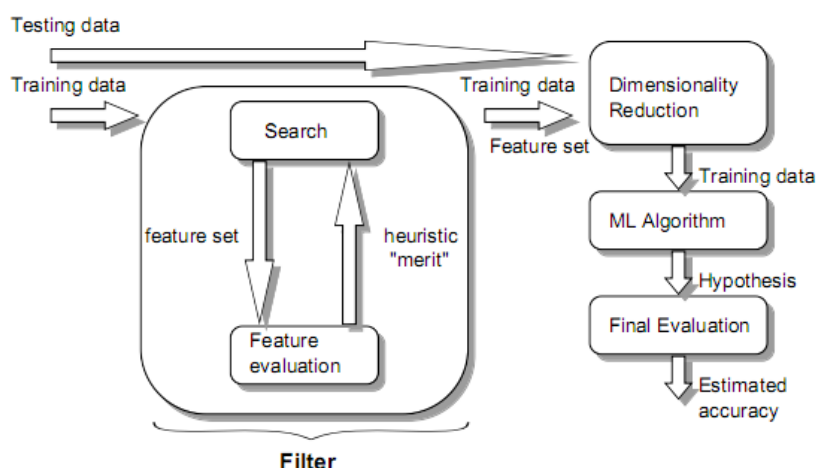 Testing data
Training data
Search
feature set
heuristic
"merit"
Feature
evaluation
Filter
Training data
Feature set
Dimensionality
Reduction
Training data
ML Algorithm
Hypothesis
Final Evaluation
Estimated
accuracy